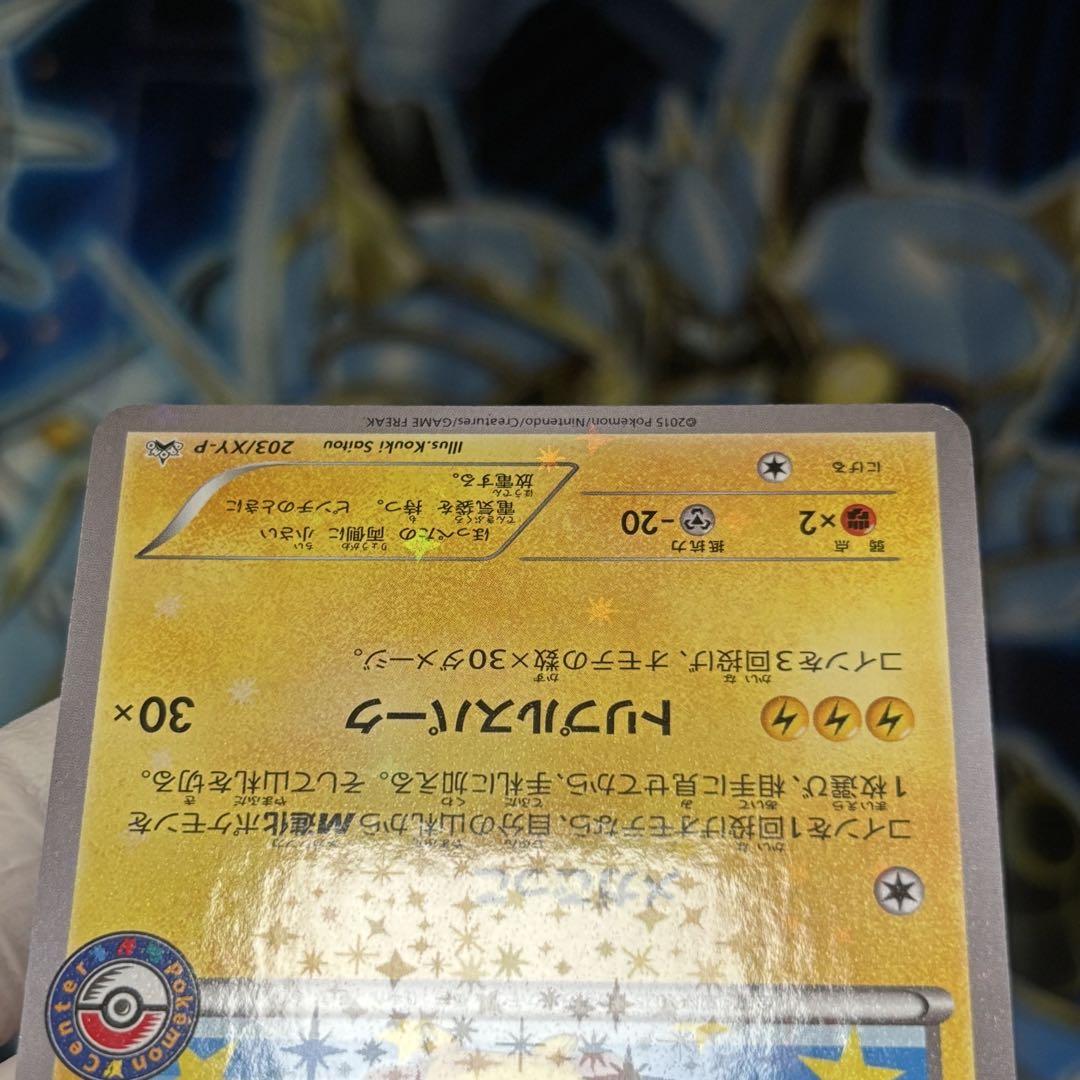 Pokémon Center
メガごっこ
コインを1回投げオモテなら、自分の山札からM進化ポケモンを
1枚選び、相手に見せてから、手札に加える。そして山札を切る。
トリプルスパーク 30×
コインを3回投げ、オモテの数×30ダメージ。
弱点 抵抗力
×2 -20
にげる
ほっぺたの 両側に 小さい
電気袋を 持つ。 ピンチのときに
放電する。
Illus.Kouki Saitou 203/XY-P
©2015 Pokémon/Nintendo/Creatures/GAME FREAK